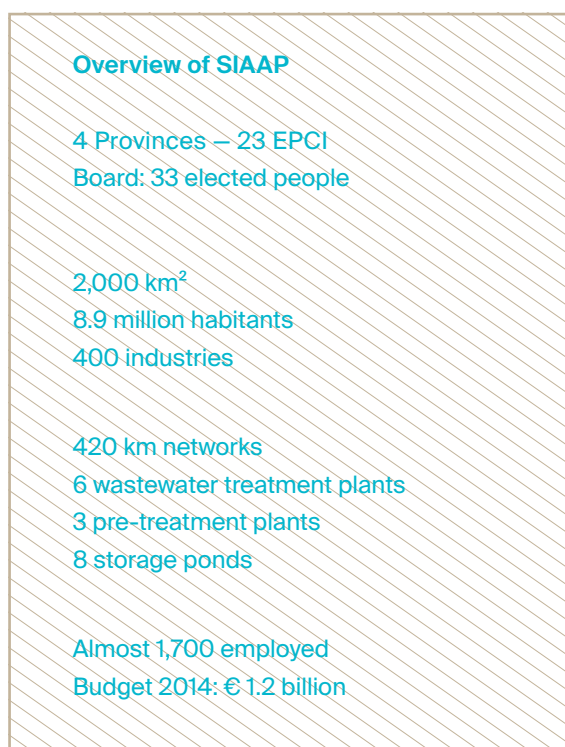 Overview of SIAAP
4 Provinces — 23 EPCI
Board: 33 elected people
2,000 km²
8.9 million habitants
400 industries
420 km networks
6 wastewater treatment plants
3 pre-treatment plants
8 storage ponds
Almost 1,700 employed
Budget 2014: € 1.2 billion